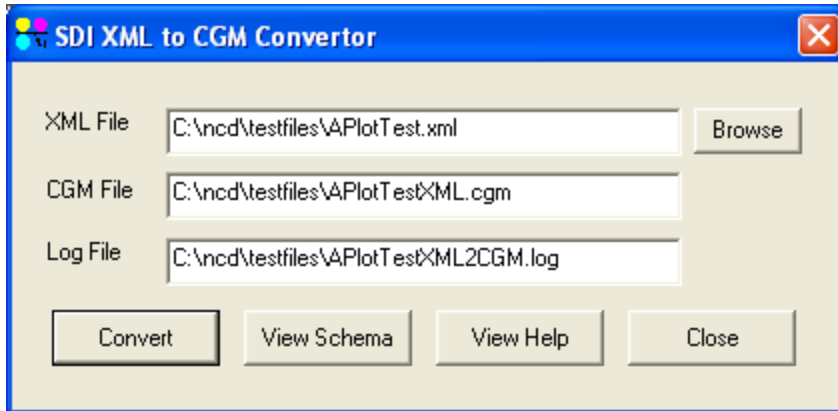 SDI XML to CGM Convertor
XML File C:\ncd\testfiles\APlotTest.xml Browse
CGM File C:\ncd\testfiles\APlotTestXML.cgm
Log File C:\ncd\testfiles\APlotTestXML2CGM.log
Convert View Schema View Help Close